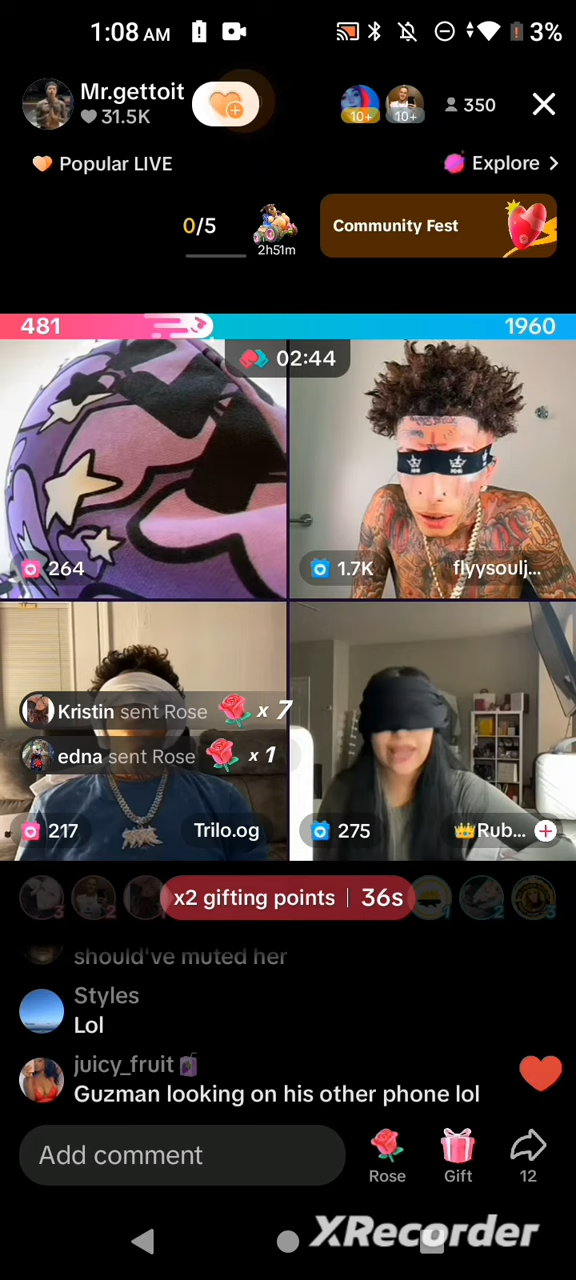 1:08 AM
3%
Mr.gettoit
31.5K
10+
10+
350
Popular LIVE
Explore >
0/5
2h51m
Community Fest
481
1960
02:44
264
1.7K
flyysoulj...
Kristin sent Rose x 7
edna sent Rose x 1
217
Trilo.og
275
Rub...
x2 gifting points | 36s
should've muted her
Styles
Lol
juicy_fruit
Guzman looking on his other phone lol
Add comment
Rose
Gift
12
XRecorder